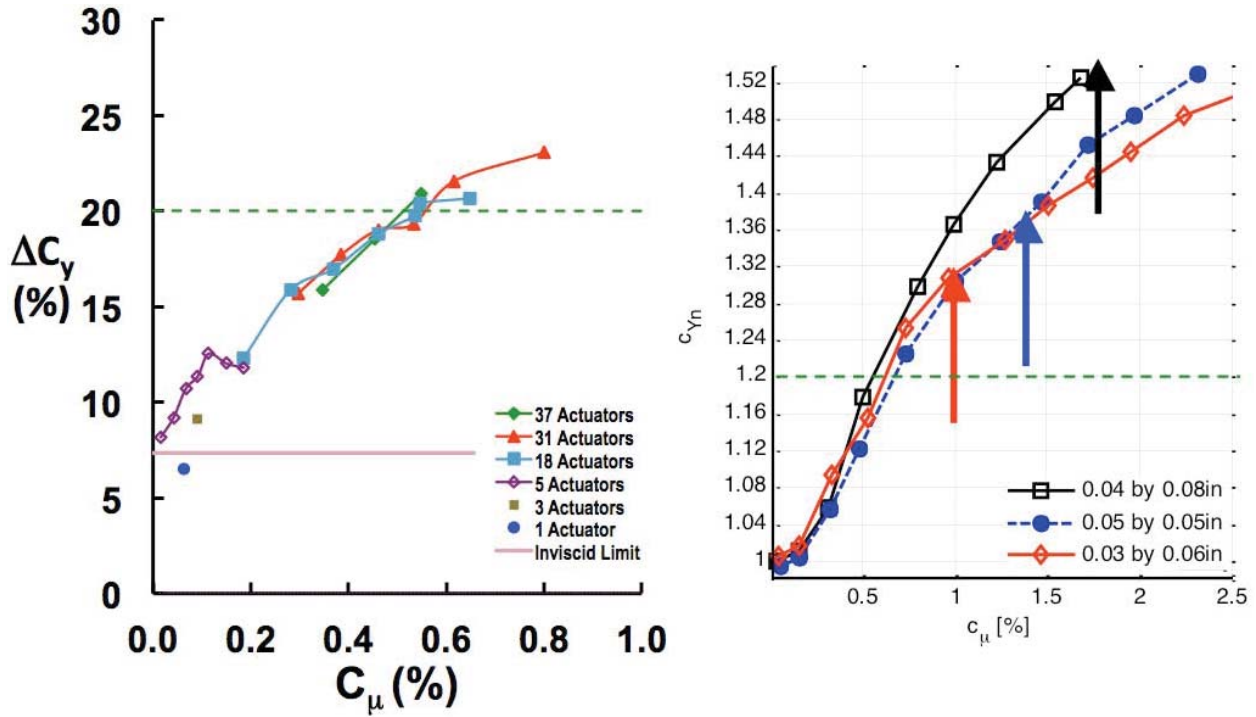 30
25
20
15
10
5
0
ΔCy
(%)
0.0 0.2 0.4 0.6 0.8 1.0
Cμ (%)
37 Actuators
31 Actuators
18 Actuators
5 Actuators
3 Actuators
1 Actuator
Inviscid Limit
1.52
1.48
1.44
1.4
1.36
1.32
1.28
1.24
1.2
1.16
1.12
1.08
1.04
1
cYn
0.5 1 1.5 2 2.5
cμ [%]
0.04 by 0.08in
0.05 by 0.05in
0.03 by 0.06in